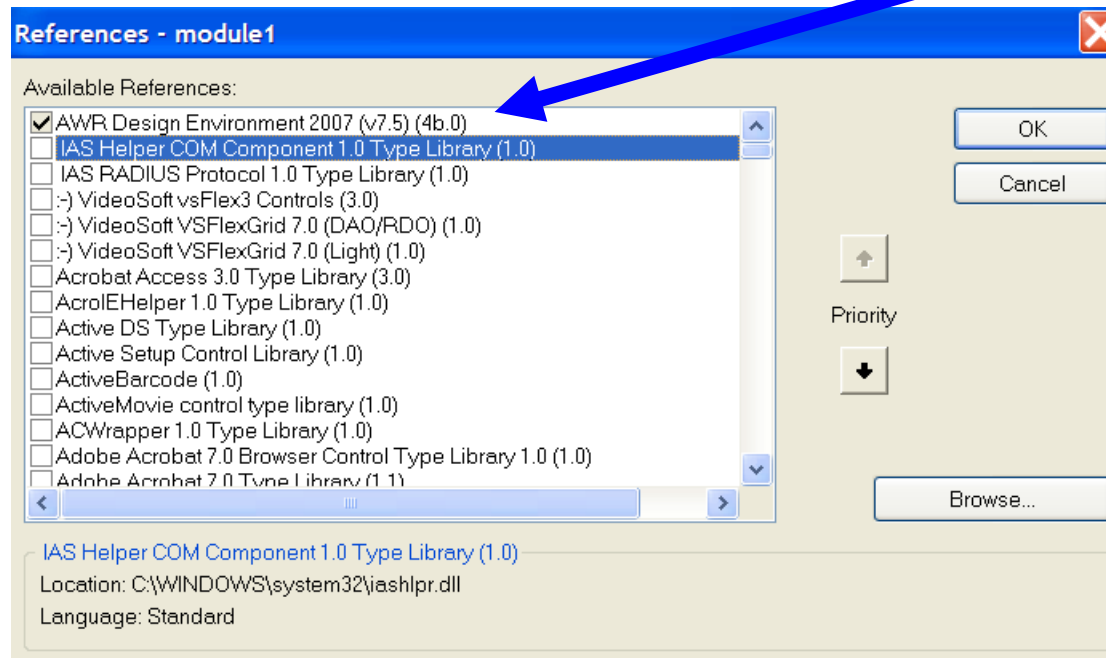 References - module1
Available References:
AWR Design Environment 2007 (v7.5) (4b.0)
IAS Helper COM Component 1.0 Type Library (1.0)
IAS RADIUS Protocol 1.0 Type Library (1.0)
:-) VideoSoft vsFlex3 Controls (3.0)
:-) VideoSoft VSFlexGrid 7.0 (DAO/RDO) (1.0)
:-) VideoSoft VSFlexGrid 7.0 (Light) (1.0)
Acrobat Access 3.0 Type Library (3.0)
AcroIEHelper 1.0 Type Library (1.0)
Active DS Type Library (1.0)
Active Setup Control Library (1.0)
ActiveBarcode (1.0)
ActiveMovie control type library (1.0)
ACWrapper 1.0 Type Library (1.0)
Adobe Acrobat 7.0 Browser Control Type Library 1.0 (1.0)
Adobe Acrobat 7.0 Type Library (1.1)
OK
Cancel
Priority
Browse...
IAS Helper COM Component 1.0 Type Library (1.0)
Location: C:\WINDOWS\system32\iashlpr.dll
Language: Standard